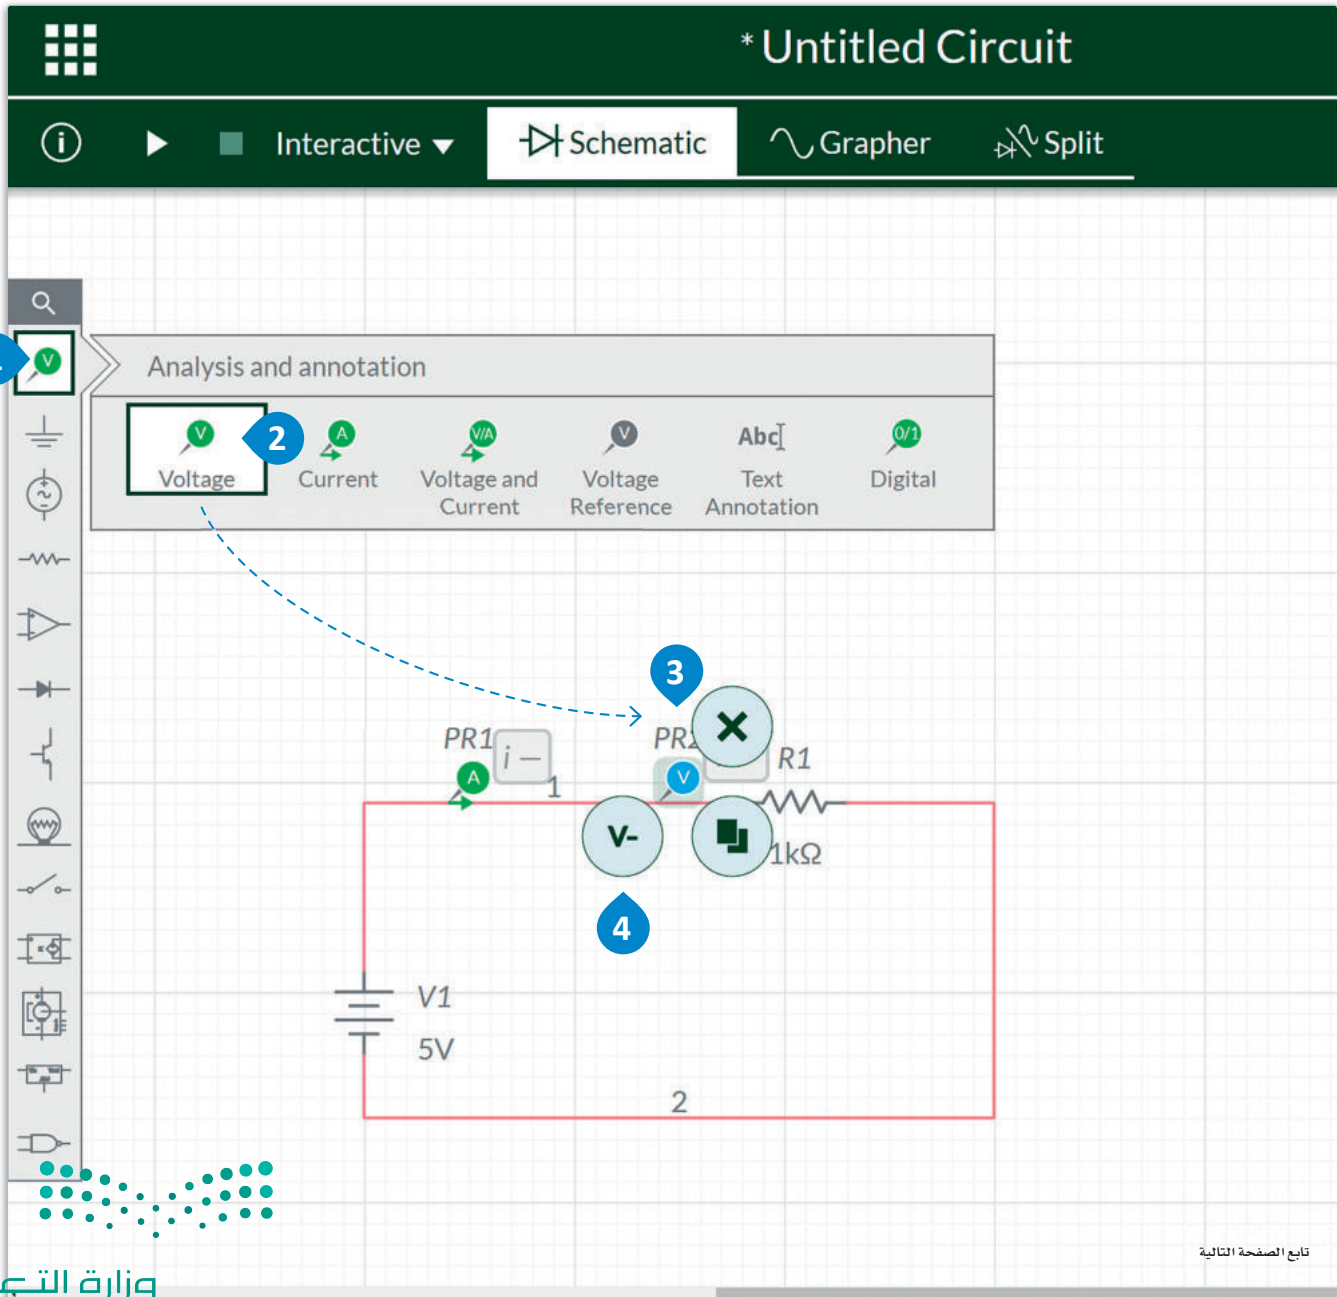 * Untitled Circuit
i Interactive Schematic Grapher Split
V
Analysis and annotation
V A V/A V Abc 0/1
2
Voltage Current Voltage and Current Voltage Reference Text Annotation Digital
3
PR1 i – PR2 R1
A 1 V
V- 1kΩ
4
V1
5V
2
تابع الصفحة التالية